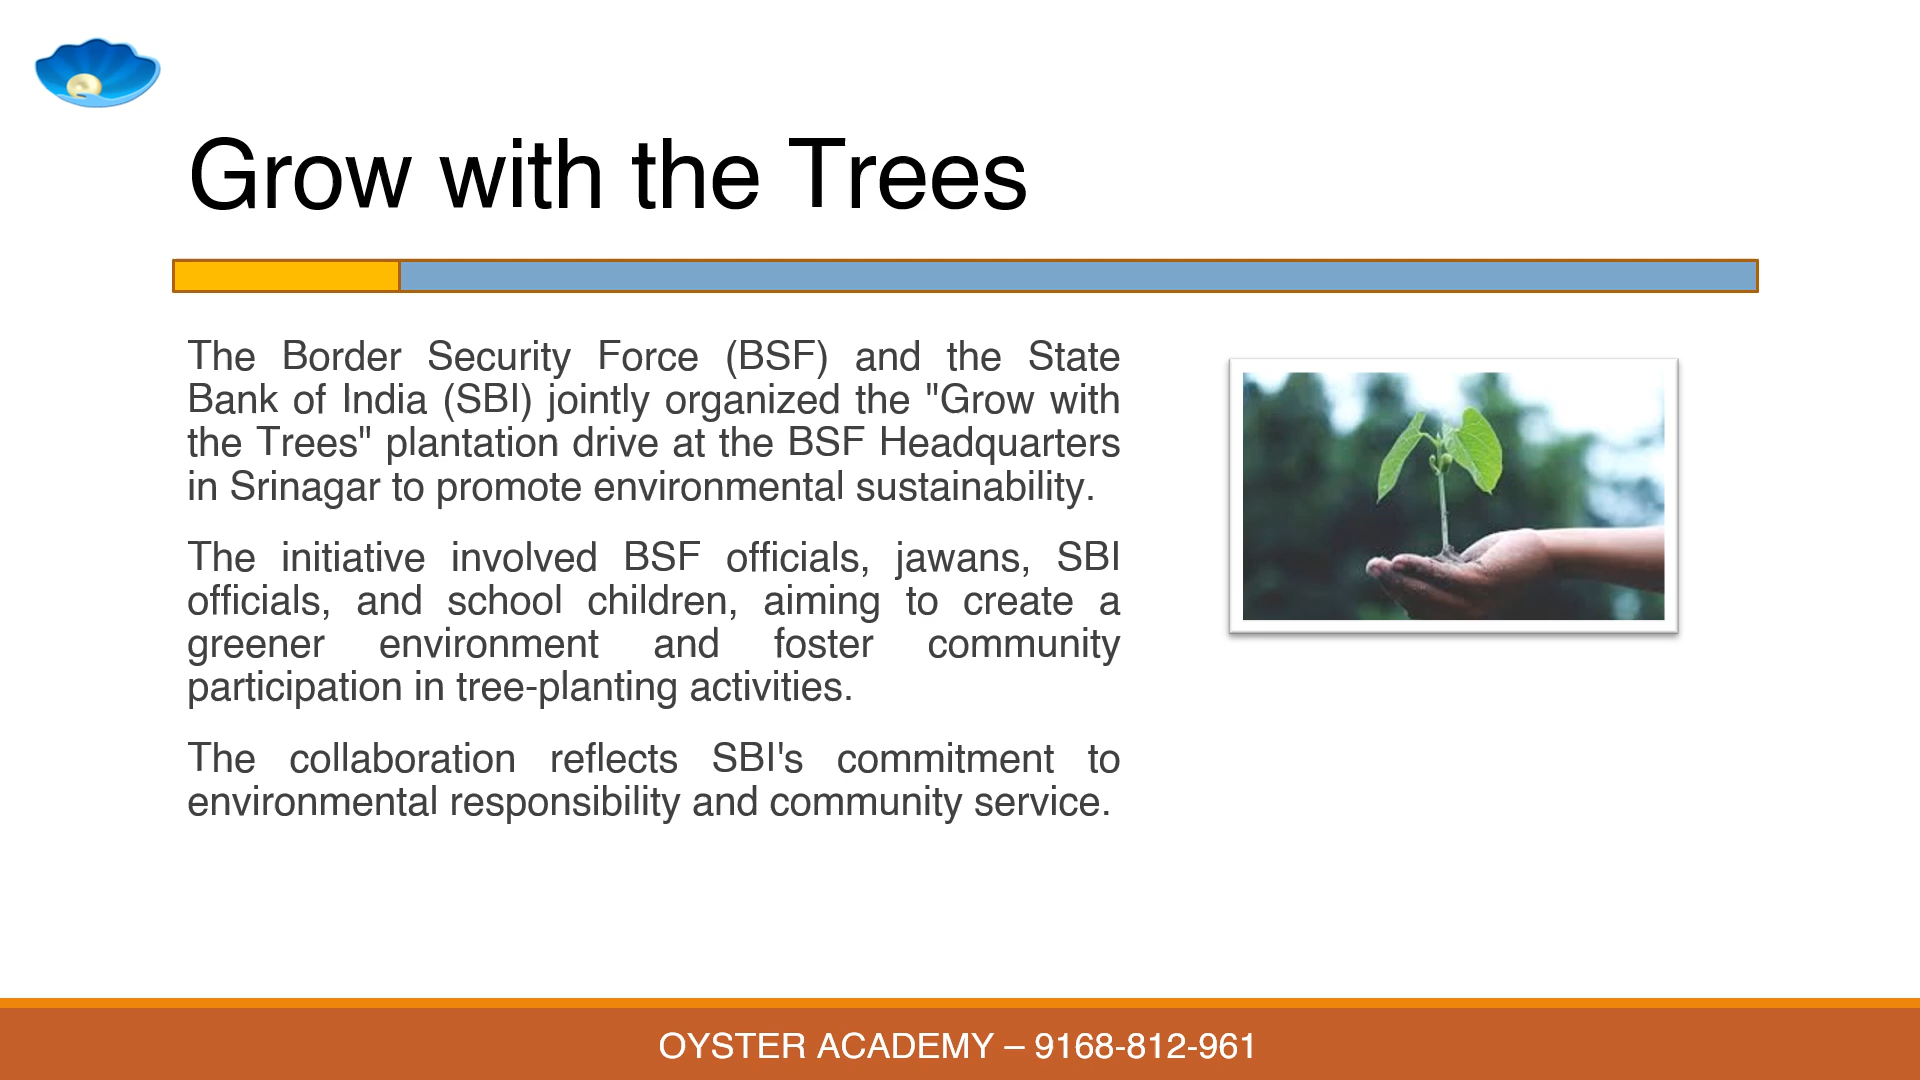 Grow with the Trees
The Border Security Force (BSF) and the State
Bank of India (SBI) jointly organized the "Grow with
the Trees" plantation drive at the BSF Headquarters
in Srinagar to promote environmental sustainability.
The initiative involved BSF officials, jawans, SBI
officials, and school children, aiming to create a
greener environment and foster community
participation in tree-planting activities.
The collaboration reflects SBI's commitment to
environmental responsibility and community service.
OYSTER ACADEMY – 9168-812-961